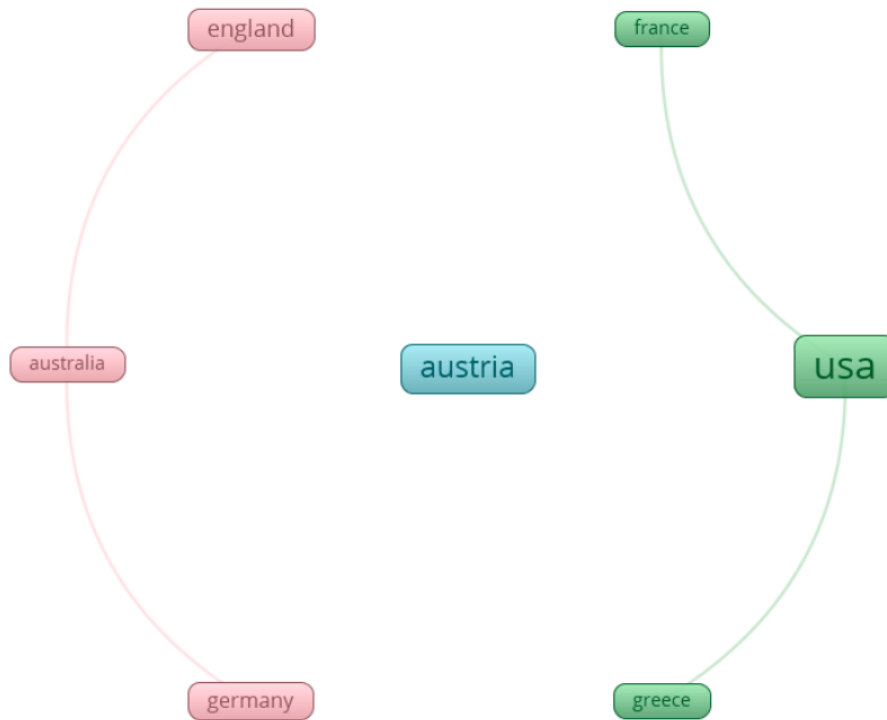 england
france
australia
austria
usa
germany
greece